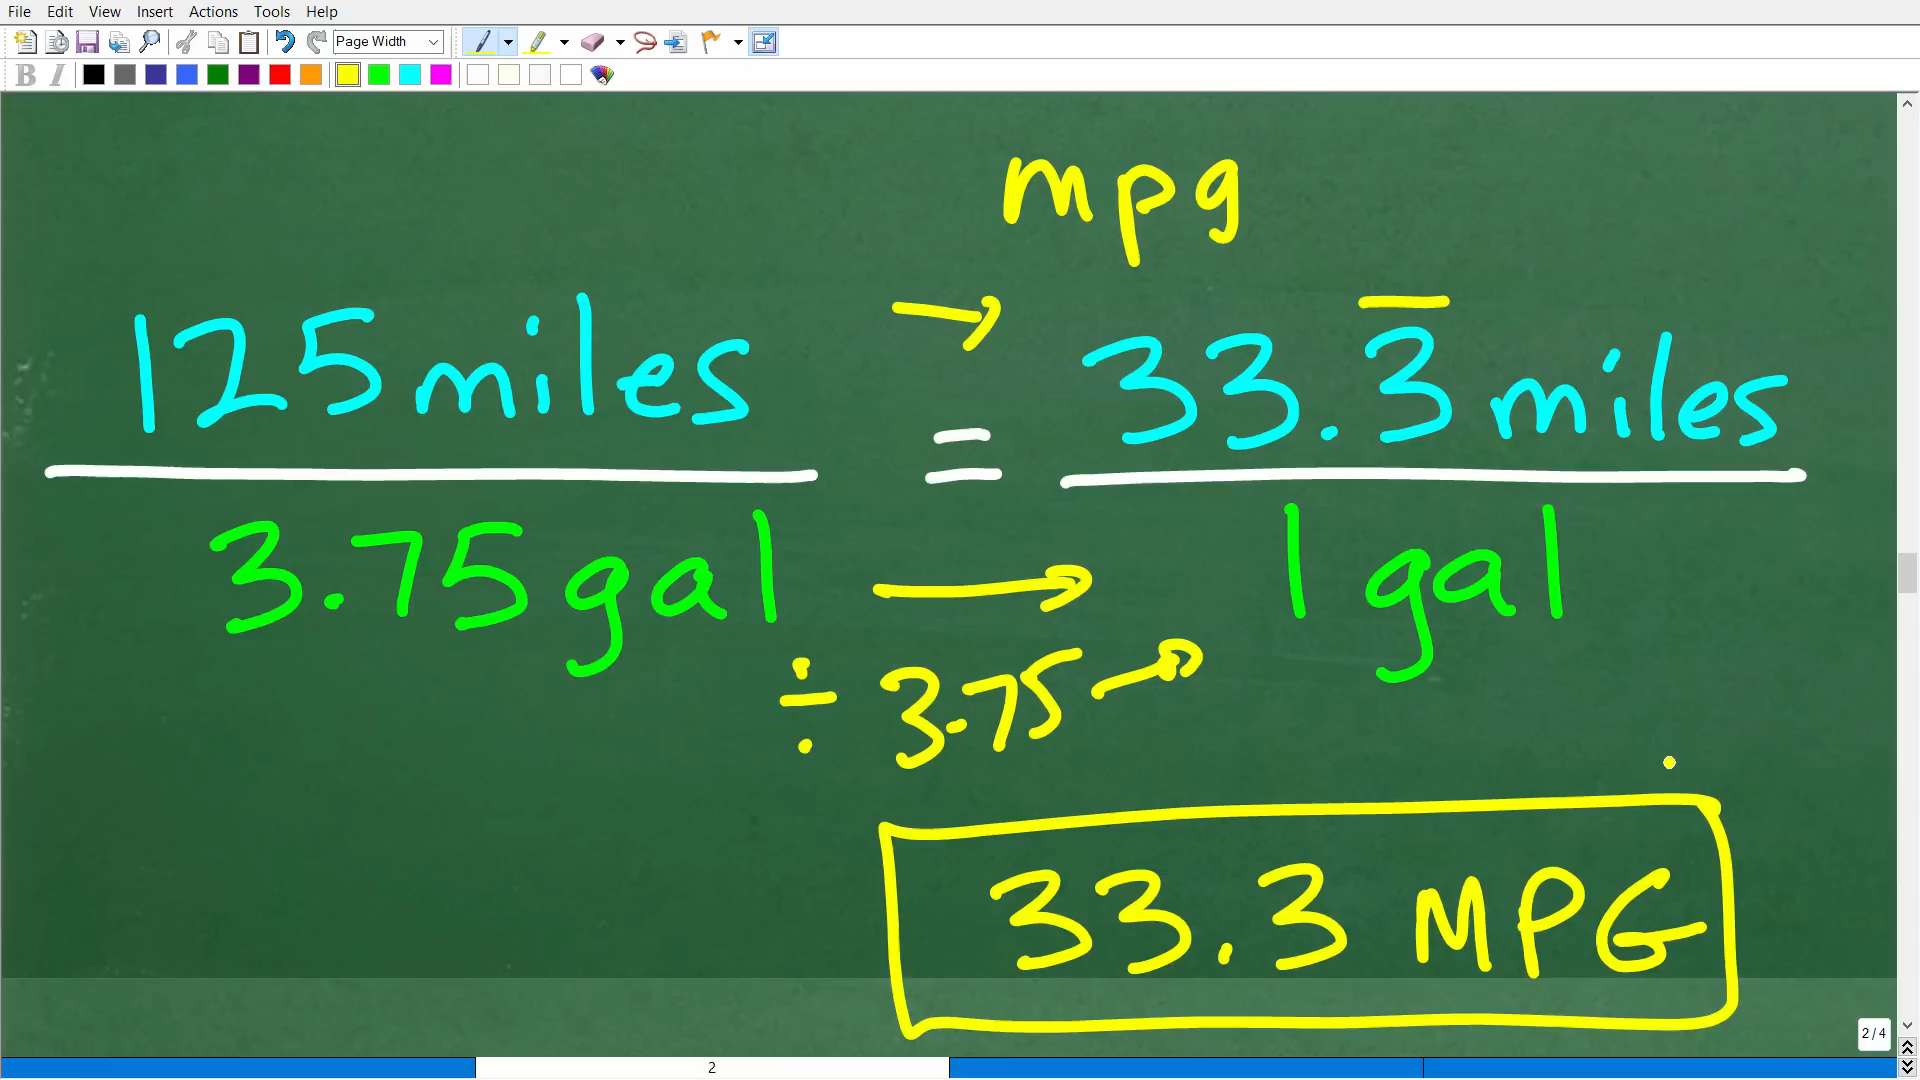 File Edit View Insert Actions Tools Help
Page Width
B I
mpg
125 miles → 33.3̅ miles
=
3.75 gal → 1 gal
÷ 3.75 →
33.3 MPG
2 / 4
2